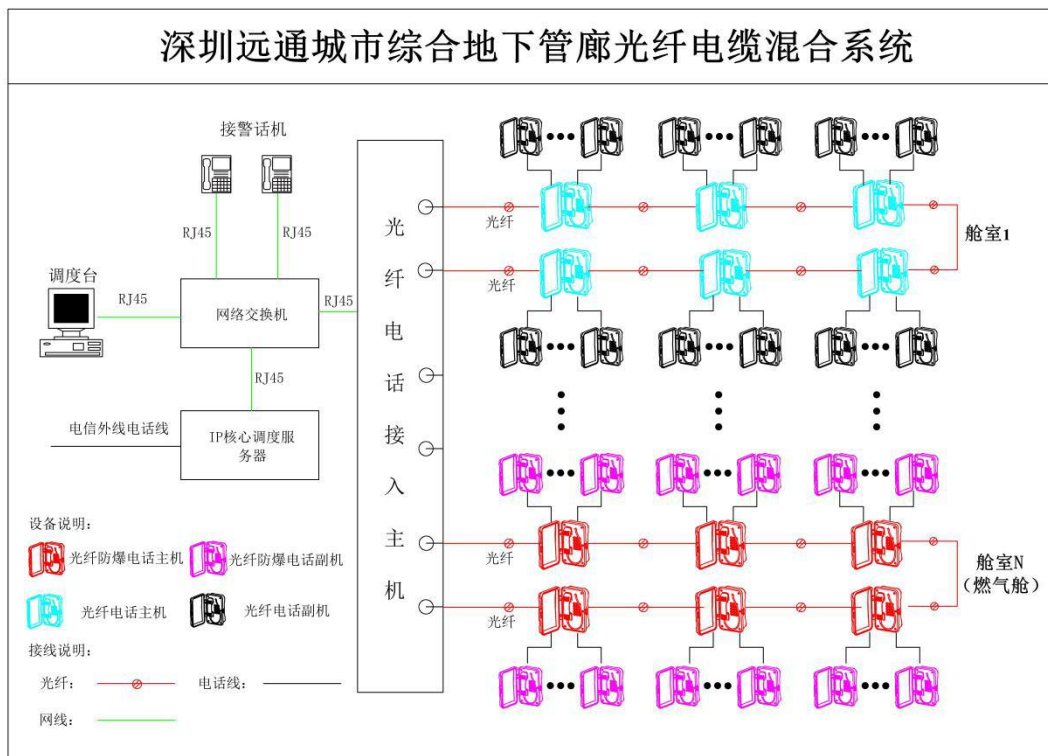 深圳远通城市综合地下管廊光纤电缆混合系统
接警话机
RJ45
RJ45
调度台
RJ45
网络交换机
RJ45
RJ45
电信外线电话线
IP核心调度服
务器
光
纤
电
话
接
入
主
机
光纤
光纤
舱室1
光纤
光纤
舱室N
（燃气舱）
设备说明：
光纤防爆电话主机
光纤防爆电话副机
光纤电话主机
光纤电话副机
接线说明：
光纤：
电话线：
网线：